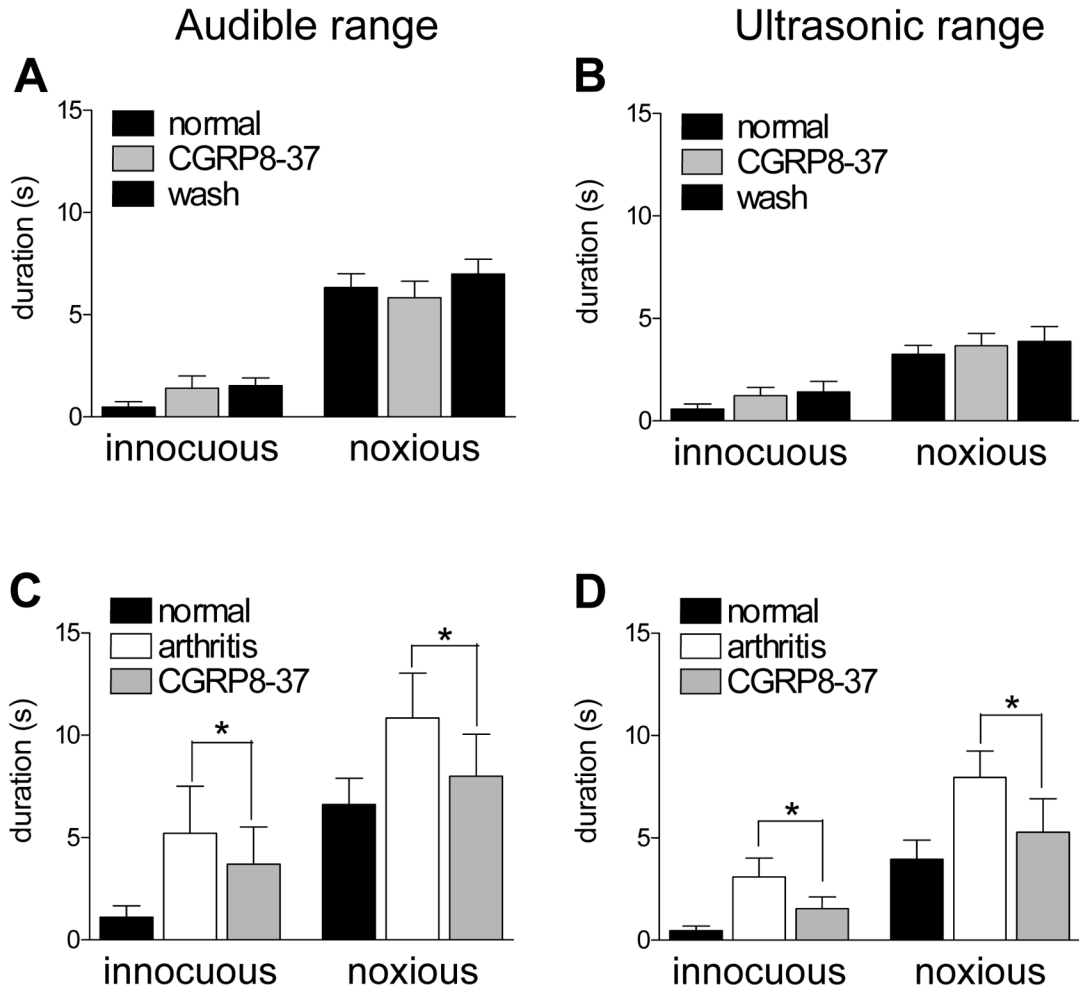 Audible range
Ultrasonic range
A
15
10
5
0
duration (s)
normal
CGRP8-37
wash
innocuous
noxious
B
15
10
5
0
duration (s)
normal
CGRP8-37
wash
innocuous
noxious
C
15
10
5
0
duration (s)
normal
arthritis
CGRP8-37
*
*
innocuous
noxious
D
15
10
5
0
duration (s)
normal
arthritis
CGRP8-37
*
*
innocuous
noxious